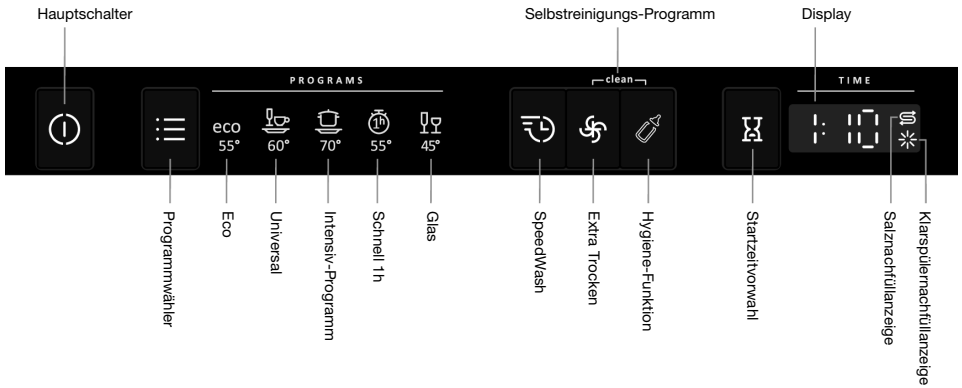 Hauptschalter
Selbstreinigungs-Programm
Display
PROGRAMS
clean
TIME
eco
1h
55°
60°
70°
55°
45°
1:10
Programmwähler
Eco
Universal
Intensiv-Programm
Schnell 1h
Glas
SpeedWash
Extra Trocken
Hygiene-Funktion
Startzeitvorwahl
Salznachfüllanzeige
Klarspülernachfüllanzeige